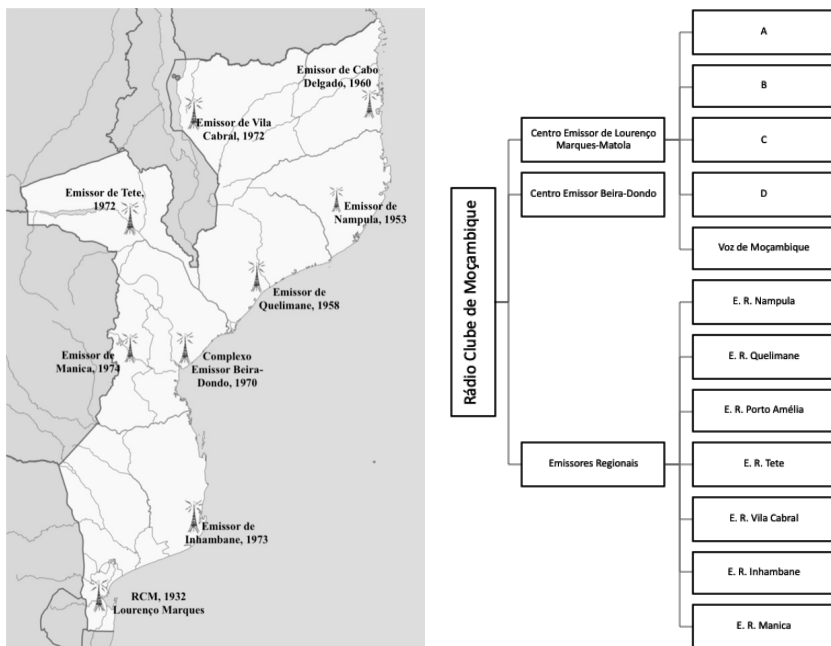 Emissor de Cabo
Delgado, 1960
Emissor de Vila
Cabral, 1972
Emissor de Tete,
1972
Emissor de
Nampula, 1953
Emissor de
Quelimane, 1958
Emissor de
Manica, 1974
Complexo
Emissor Beira-
Dondo, 1970
Emissor de
Inhambane, 1973
RCM, 1932
Lourenço Marques
Rádio Clube de Moçambique
Centro Emissor de Lourenço
Marques-Matola
Centro Emissor Beira-Dondo
Emissores Regionais
A
B
C
D
Voz de Moçambique
E. R. Nampula
E. R. Quelimane
E. R. Porto Amélia
E. R. Tete
E. R. Vila Cabral
E. R. Inhambane
E. R. Manica